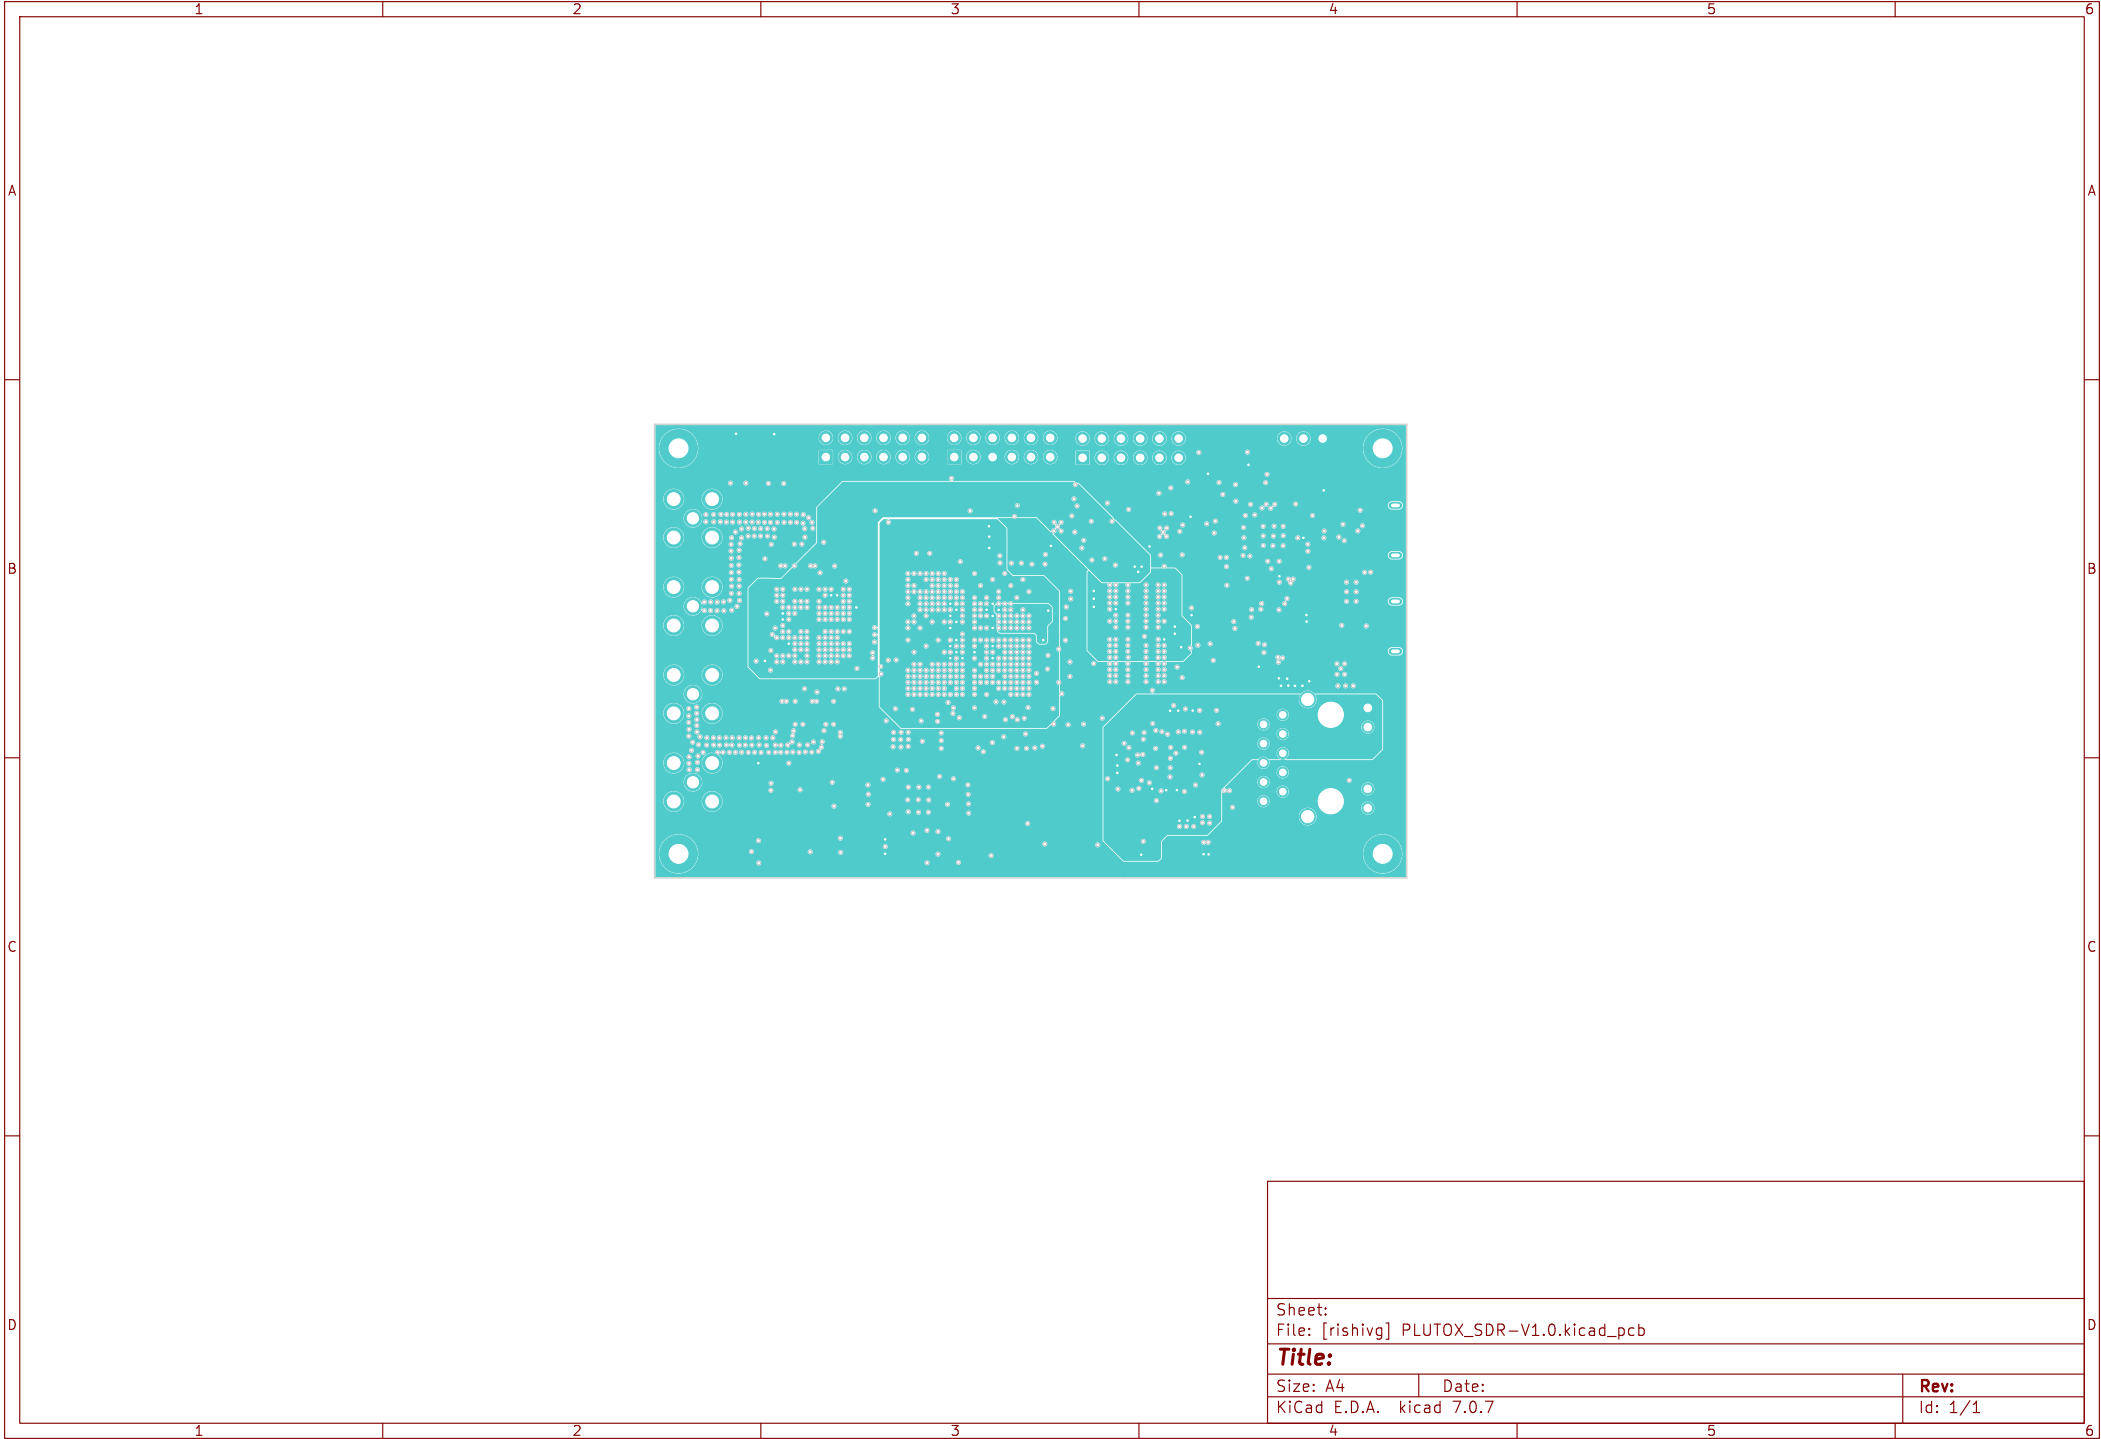 1 2 3 4 5 6
A A
B B
C C
D D
Sheet:
File: [rishivg] PLUTOX_SDR-V1.0.kicad_pcb
Title:
Size: A4 Date: Rev:
KiCad E.D.A. kicad 7.0.7 Id: 1/1
1 2 3 4 5 6